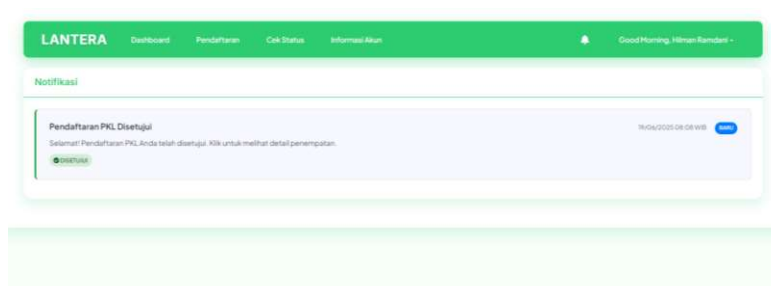 LANTERA Dashboard Pendaftaran Cek Status Informasi Akun Good Morning, Hilman Ramdani
Notifikasi
Pendaftaran PKL Disetujui 19/06/2025 08:08 WIB BARU
Selamat! Pendaftaran PKL Anda telah disetujui. Klik untuk melihat detail penempatan.
DISETUJUI